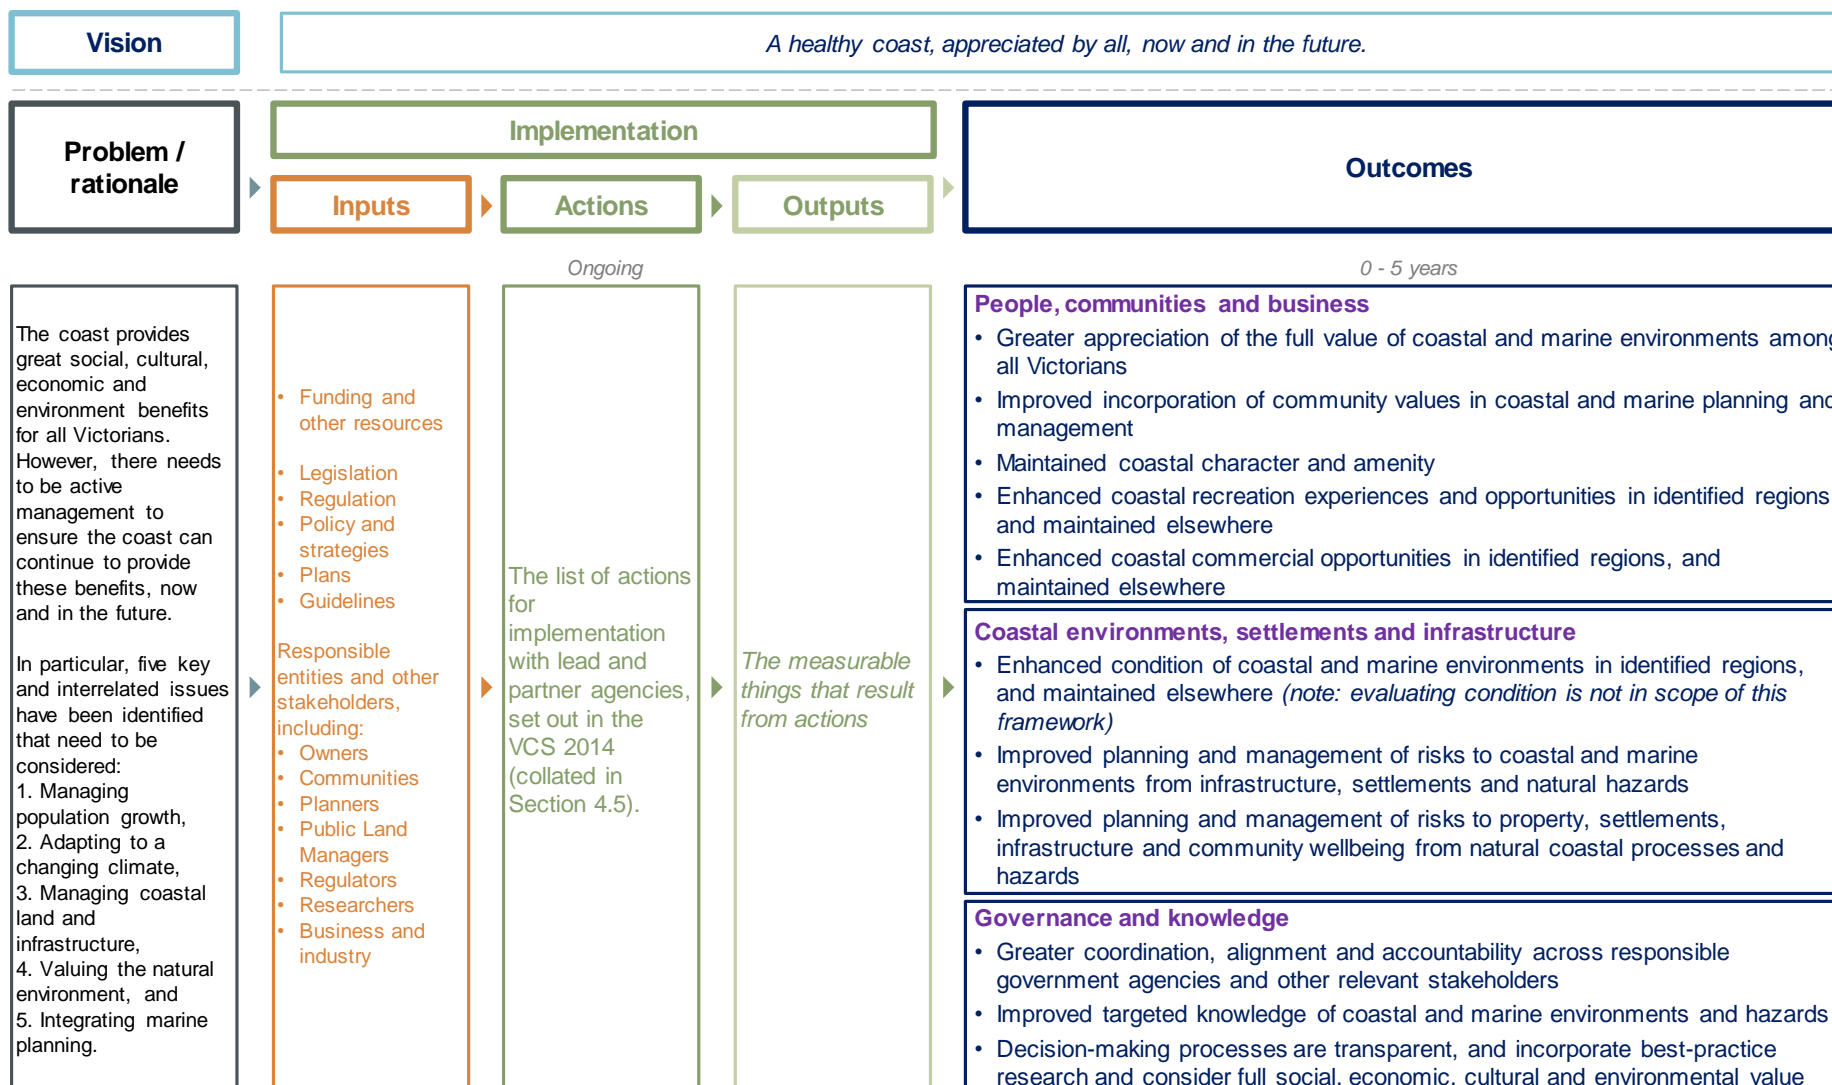 Vision
A healthy coast, appreciated by all, now and in the future.
Problem /
rationale
Implementation
Inputs
Actions
Outputs
Outcomes
Ongoing
0 - 5 years
The coast provides
great social, cultural,
economic and
environment benefits
for all Victorians.
However, there needs
to be active
management to
ensure the coast can
continue to provide
these benefits, now
and in the future.
In particular, five key
and interrelated issues
have been identified
that need to be
considered:
1. Managing
population growth,
2. Adapting to a
changing climate,
3. Managing coastal
land and
infrastructure,
4. Valuing the natural
environment, and
5. Integrating marine
planning.
• Funding and
other resources
• Legislation
• Regulation
• Policy and
strategies
• Plans
• Guidelines
Responsible
entities and other
stakeholders,
including:
• Owners
• Communities
• Planners
• Public Land
Managers
• Regulators
• Researchers
• Business and
industry
The list of actions
for
implementation
with lead and
partner agencies,
set out in the
VCS 2014
(collated in
Section 4.5).
The measurable
things that result
from actions
People, communities and business
• Greater appreciation of the full value of coastal and marine environments among
all Victorians
• Improved incorporation of community values in coastal and marine planning and
management
• Maintained coastal character and amenity
• Enhanced coastal recreation experiences and opportunities in identified regions
and maintained elsewhere
• Enhanced coastal commercial opportunities in identified regions, and
maintained elsewhere
Coastal environments, settlements and infrastructure
• Enhanced condition of coastal and marine environments in identified regions,
and maintained elsewhere (note: evaluating condition is not in scope of this
framework)
• Improved planning and management of risks to coastal and marine
environments from infrastructure, settlements and natural hazards
• Improved planning and management of risks to property, settlements,
infrastructure and community wellbeing from natural coastal processes and
hazards
Governance and knowledge
• Greater coordination, alignment and accountability across responsible
government agencies and other relevant stakeholders
• Improved targeted knowledge of coastal and marine environments and hazards
• Decision-making processes are transparent, and incorporate best-practice
research and consider full social, economic, cultural and environmental value